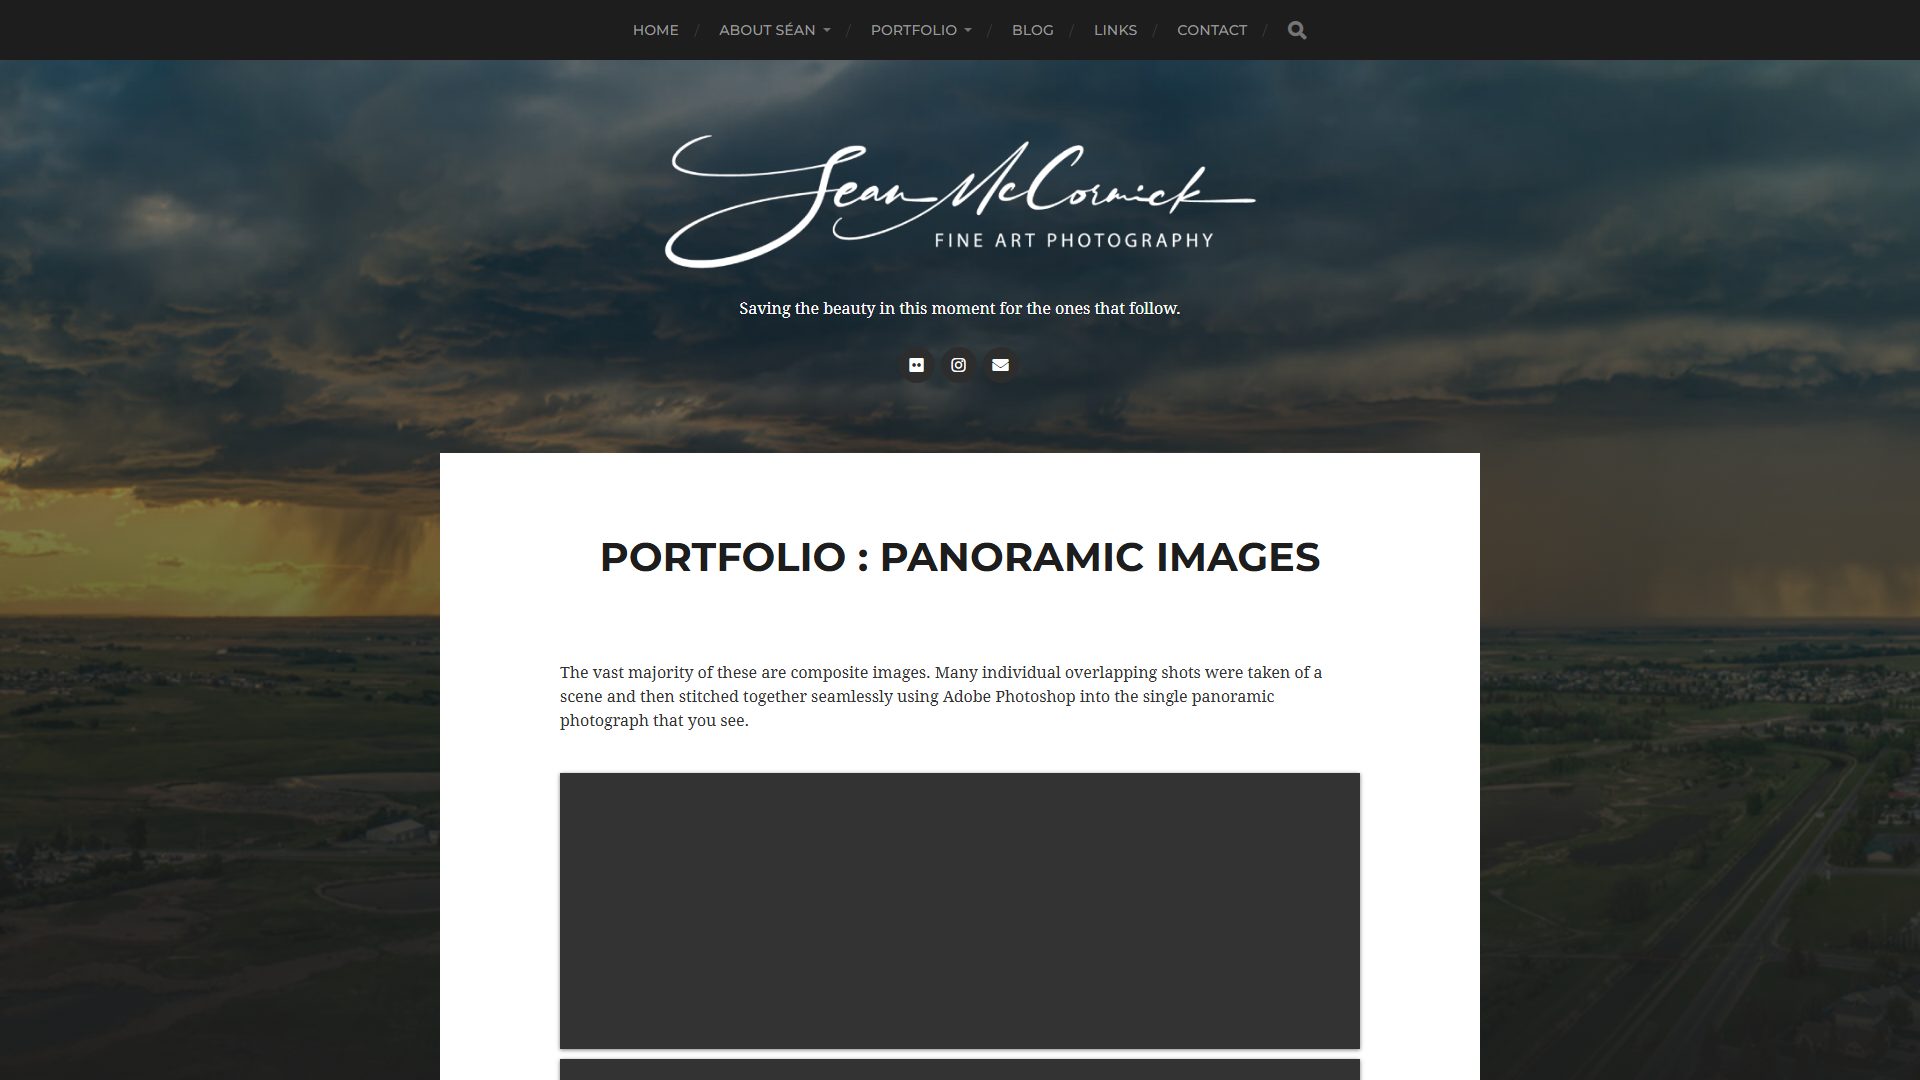 HOME / ABOUT SÉAN / PORTFOLIO / BLOG / LINKS / CONTACT /
Sean McCormick
FINE ART PHOTOGRAPHY
Saving the beauty in this moment for the ones that follow.
PORTFOLIO : PANORAMIC IMAGES
The vast majority of these are composite images. Many individual overlapping shots were taken of a
scene and then stitched together seamlessly using Adobe Photoshop into the single panoramic
photograph that you see.